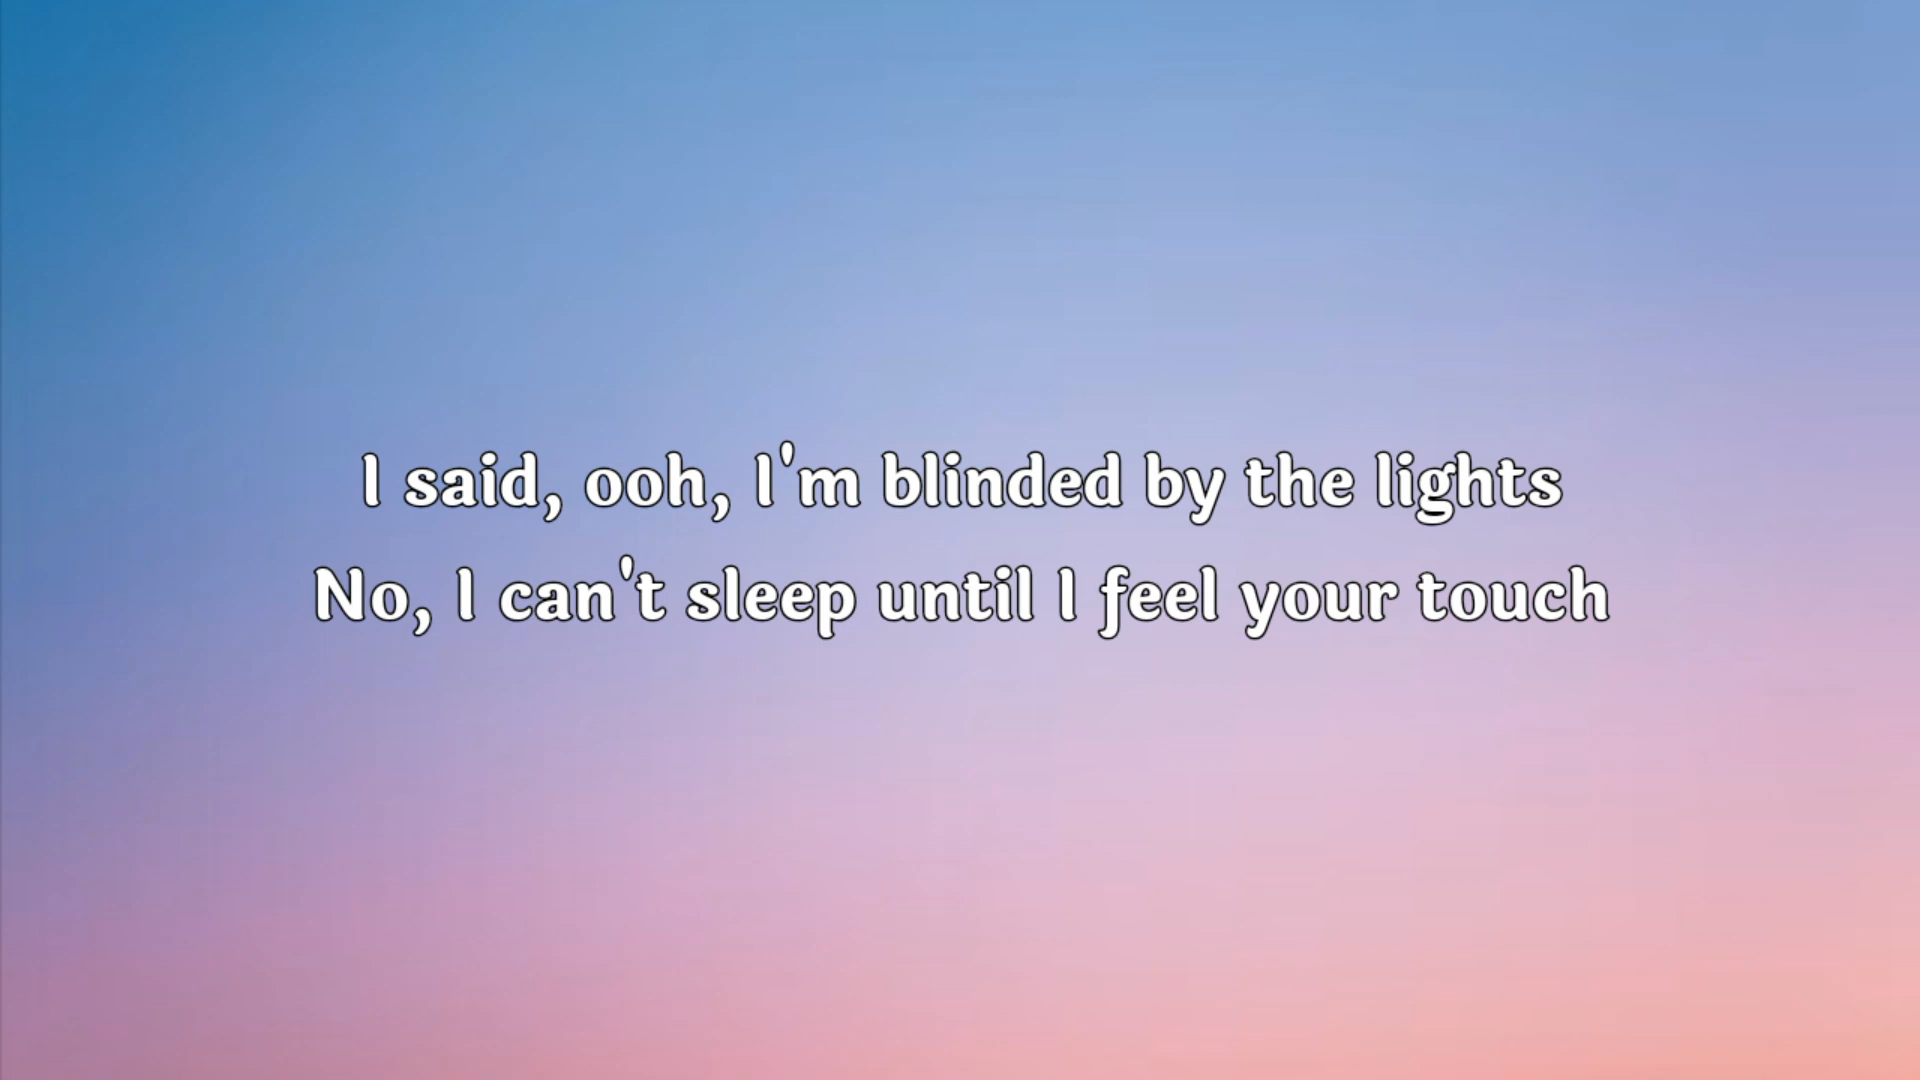 I said, ooh, I'm blinded by the lights
No, I can't sleep until I feel your touch